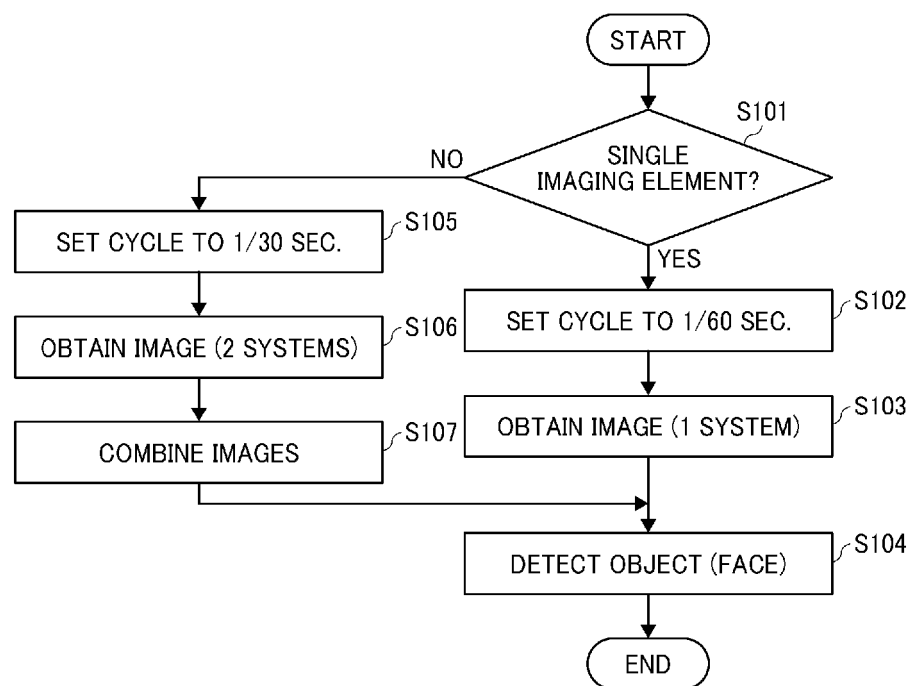 START
S101
SINGLE
IMAGING ELEMENT?
NO
YES
S105
SET CYCLE TO 1/30 SEC.
S106
OBTAIN IMAGE (2 SYSTEMS)
S107
COMBINE IMAGES
S102
SET CYCLE TO 1/60 SEC.
S103
OBTAIN IMAGE (1 SYSTEM)
S104
DETECT OBJECT (FACE)
END